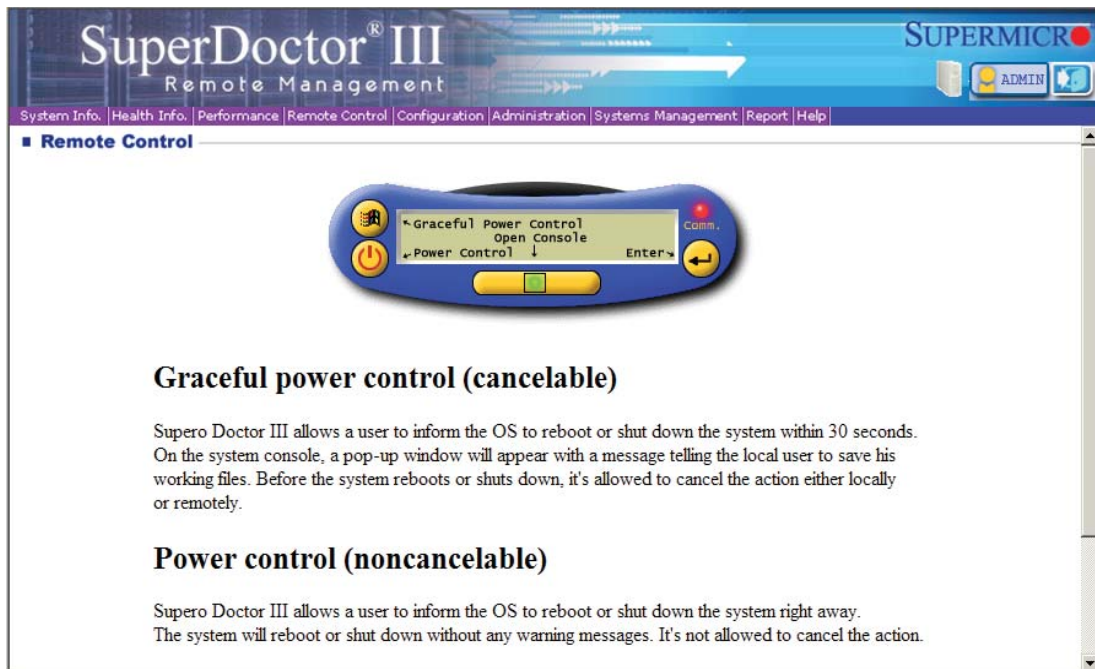 SuperDoctor® III
Remote Management
SUPERMICR
ADMIN
System Info. Health Info. Performance Remote Control Configuration Administration Systems Management Report Help
Remote Control
Graceful Power Control
Open Console
Power Control ↓ Enter
Comm.
Graceful power control (cancelable)
Supero Doctor III allows a user to inform the OS to reboot or shut down the system within 30 seconds.
On the system console, a pop-up window will appear with a message telling the local user to save his
working files. Before the system reboots or shuts down, it's allowed to cancel the action either locally
or remotely.
Power control (noncancelable)
Supero Doctor III allows a user to inform the OS to reboot or shut down the system right away.
The system will reboot or shut down without any warning messages. It's not allowed to cancel the action.